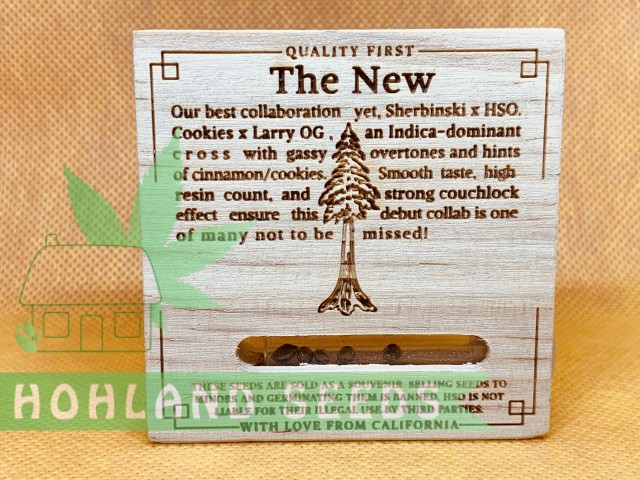 QUALITY FIRST
The New
Our best collaboration yet, Sherbinski x HSO.
Cookies x Larry OG , an Indica-dominant
cross with gassy overtones and hints
of cinnamon/cookies. Smooth taste, high
resin count, and strong couchlock
effect ensure this debut collab is one
of many not to be missed!
THESE SEEDS ARE SOLD AS A SOUVENIR. SELLING SEEDS TO
MINORS AND GERMINATING THEM IS BANNED. HSO IS NOT
LIABLE FOR THEIR ILLEGAL USE BY THIRD PARTIES.
WITH LOVE FROM CALIFORNIA
HOHLAND